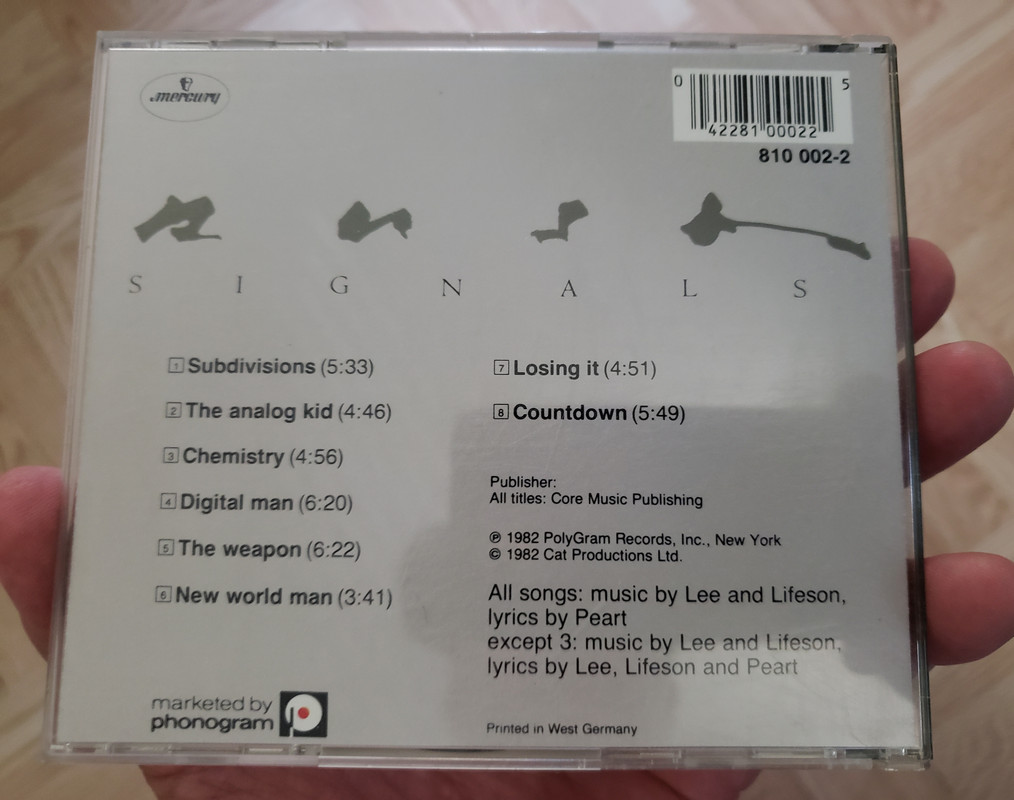 mercury
0 42281 00022 5
810 002-2
S I G N A L S
1 Subdivisions (5:33)
2 The analog kid (4:46)
3 Chemistry (4:56)
4 Digital man (6:20)
5 The weapon (6:22)
6 New world man (3:41)
7 Losing it (4:51)
8 Countdown (5:49)
Publisher:
All titles: Core Music Publishing
℗ 1982 PolyGram Records, Inc., New York
© 1982 Cat Productions Ltd.
All songs: music by Lee and Lifeson,
lyrics by Peart
except 3: music by Lee and Lifeson,
lyrics by Lee, Lifeson and Peart
marketed by
phonogram
Printed in West Germany